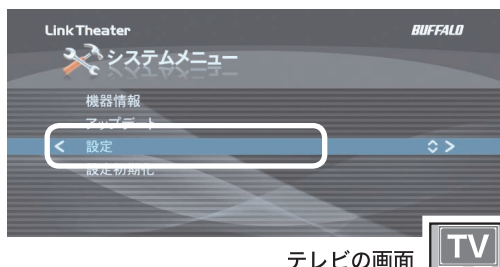 LinkTheater
BUFFALO
システムメニュー
機器情報
アップデート
< 設定 >
設定初期化
テレビの画面
TV